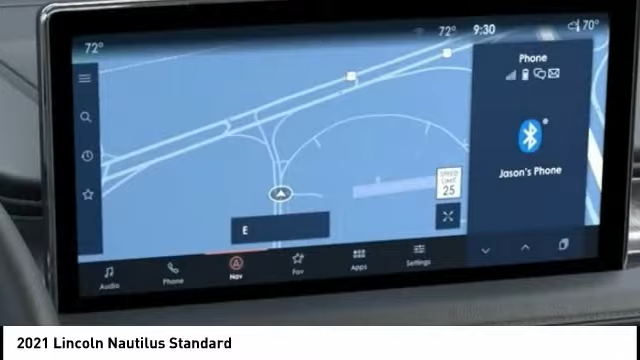 72°
72°
9:30
70°
Phone
Jason's Phone
SPEED
LIMIT
25
E
Audio
Phone
Nav
Fav
Apps
Settings
2021 Lincoln Nautilus Standard